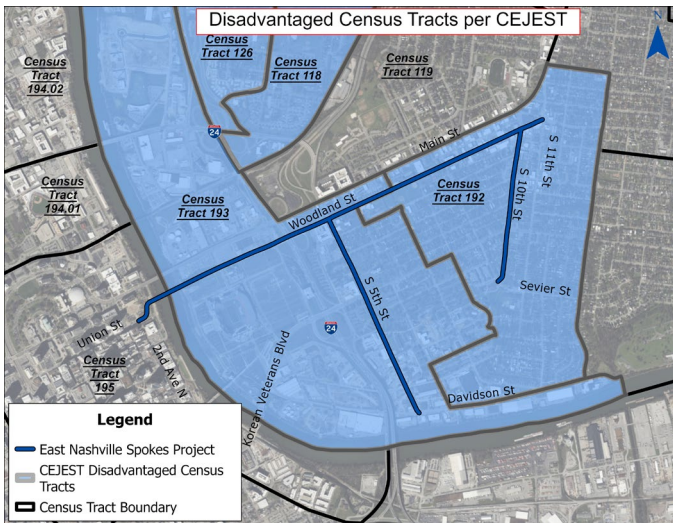 Disadvantaged Census Tracts per CEJEST
N
Census
Tract 126
Census
Tract 118
Census
Tract 119
Census
Tract
194.02
24
Main St
S 11th St
S 10th St
Census
Tract
194.01
Census
Tract 193
Census
Tract 192
Woodland St
S 5th St
Sevier St
Union St
24
2nd Ave N
Korean Veterans Blvd
Census
Tract
195
Davidson St
Legend
East Nashville Spokes Project
CEJEST Disadvantaged Census
Tracts
Census Tract Boundary